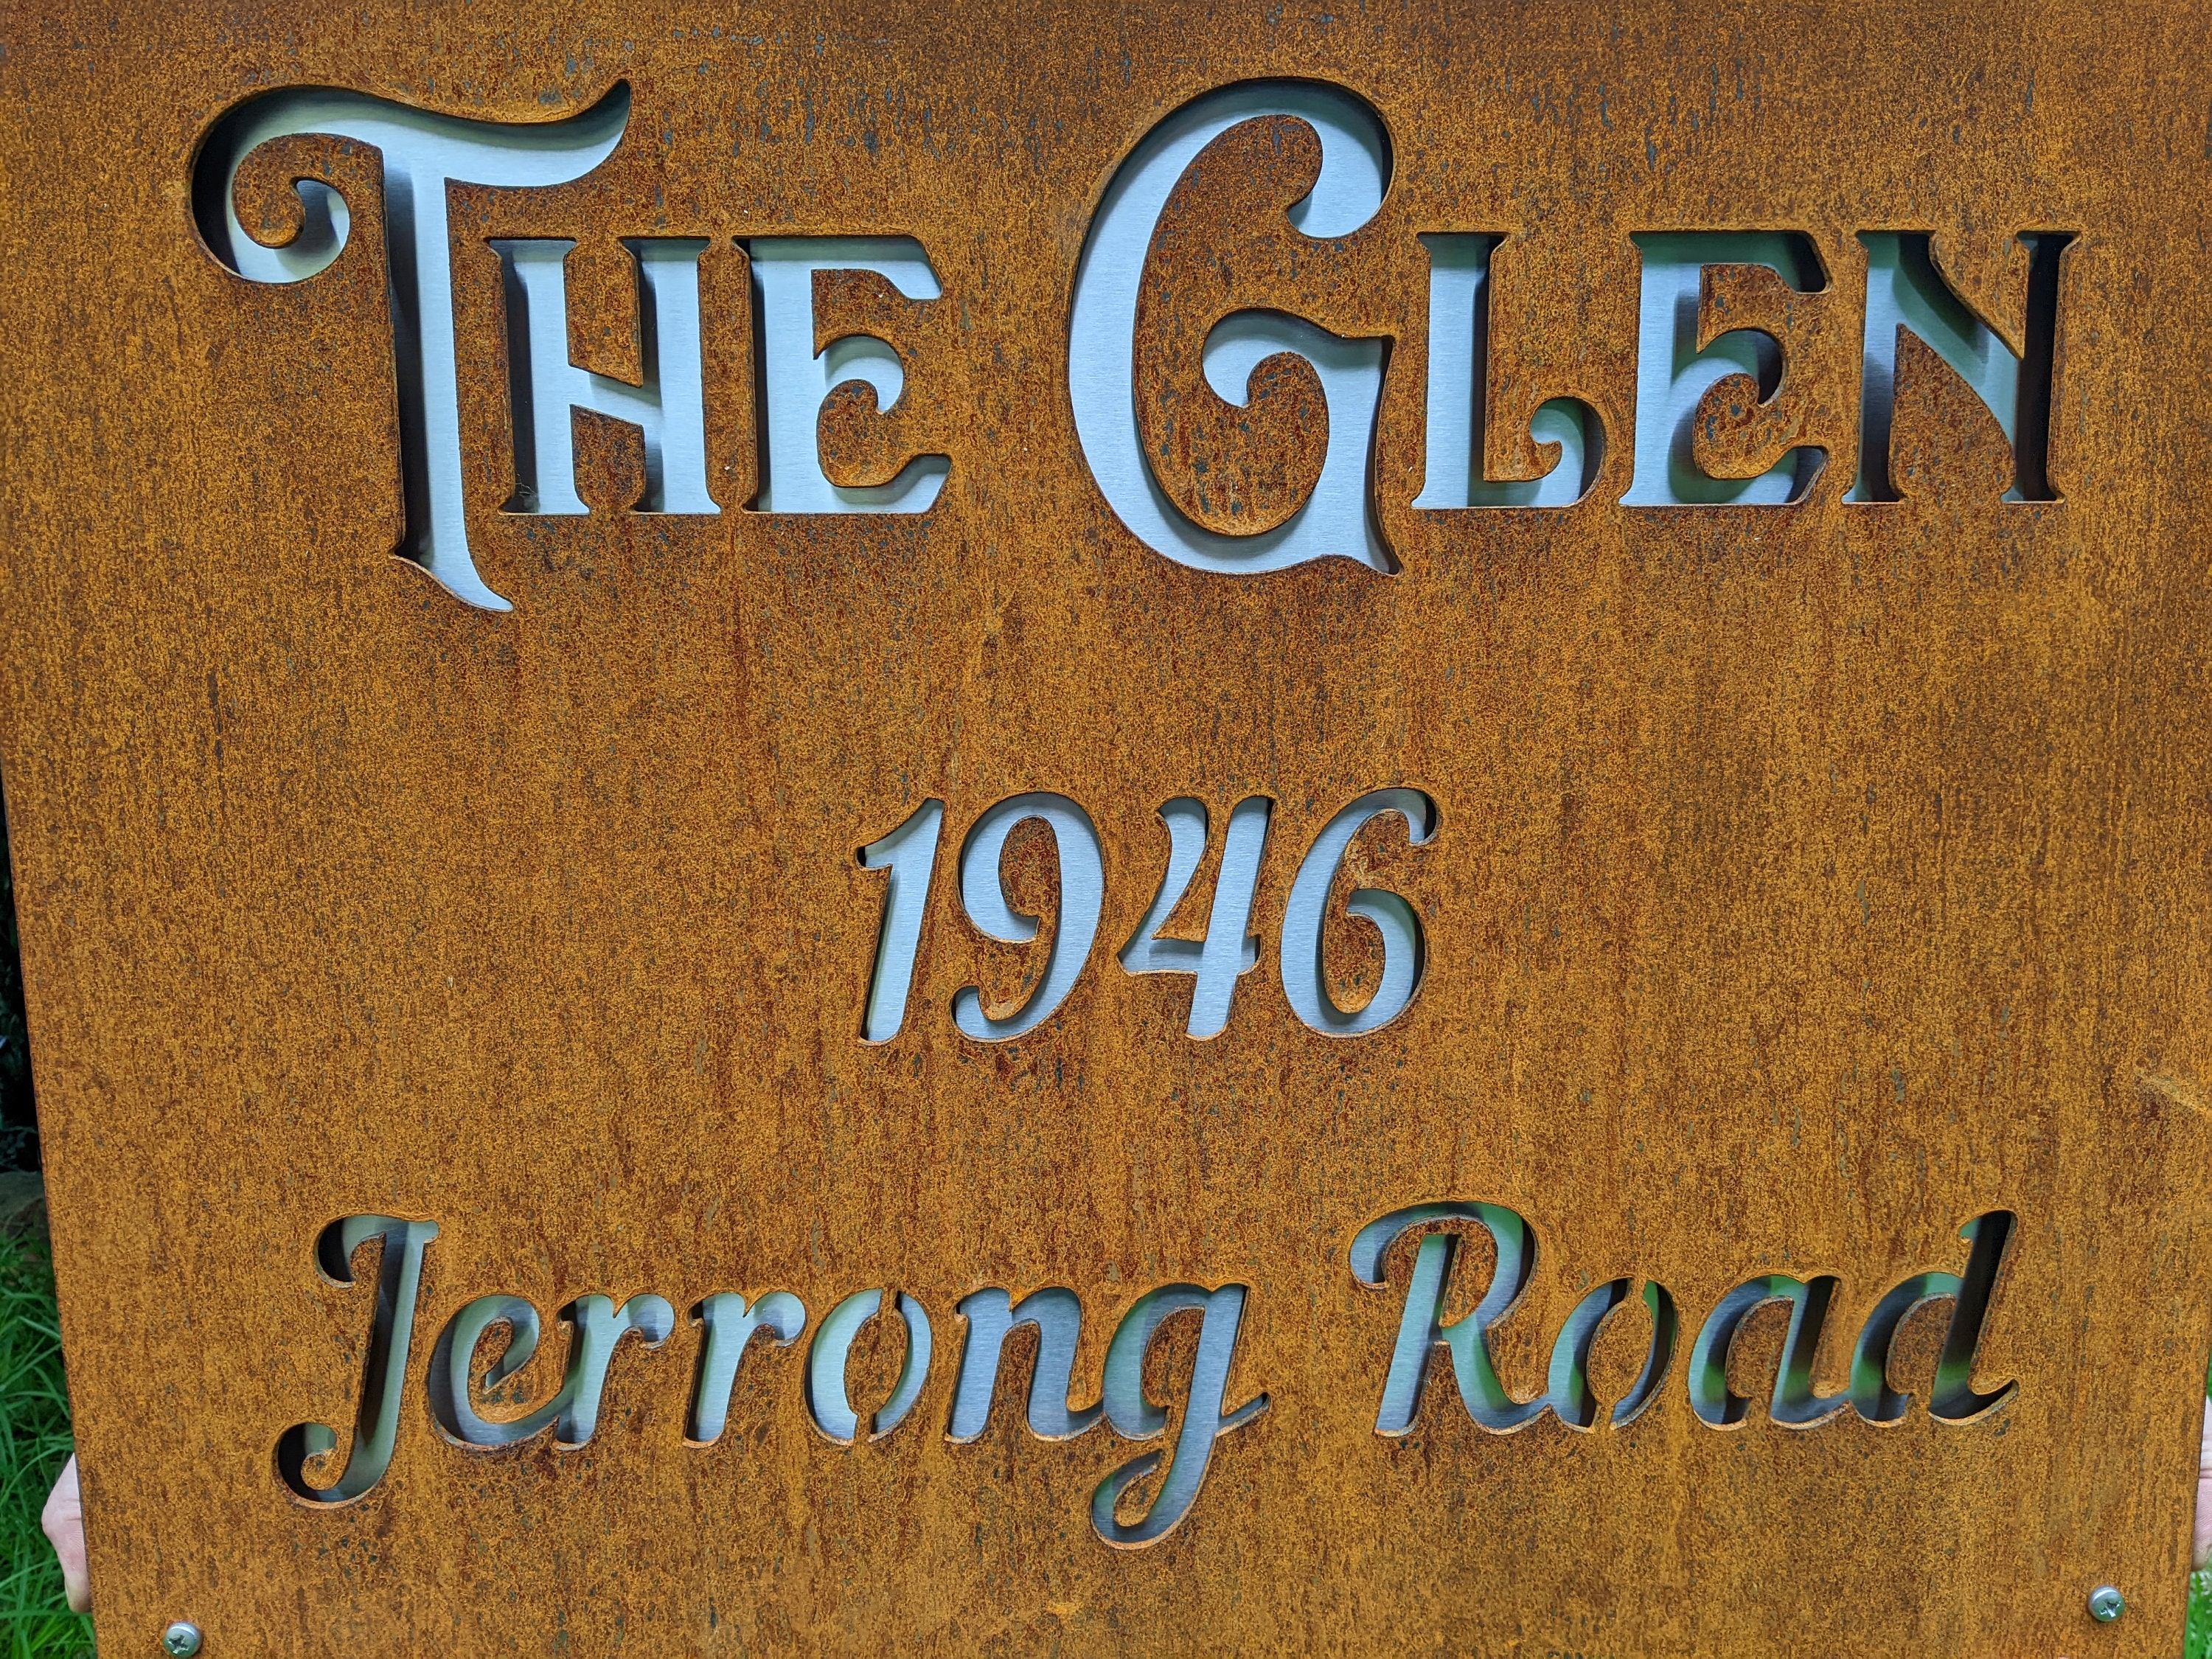 The Glen
1946
Jerrong Road